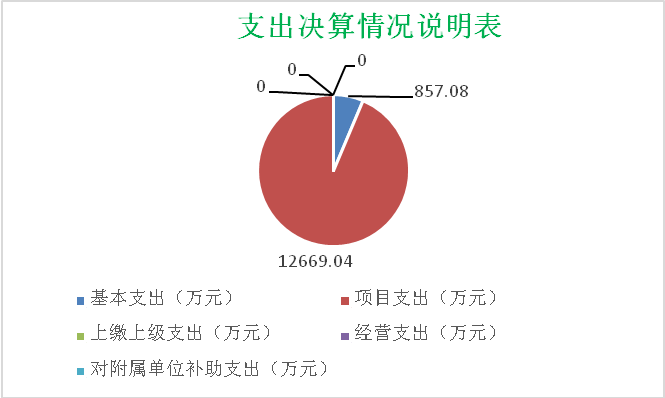 支出决算情况说明表
0
0
0
857.08
12669.04
基本支出（万元）
项目支出（万元）
上缴上级支出（万元）
经营支出（万元）
对附属单位补助支出（万元）